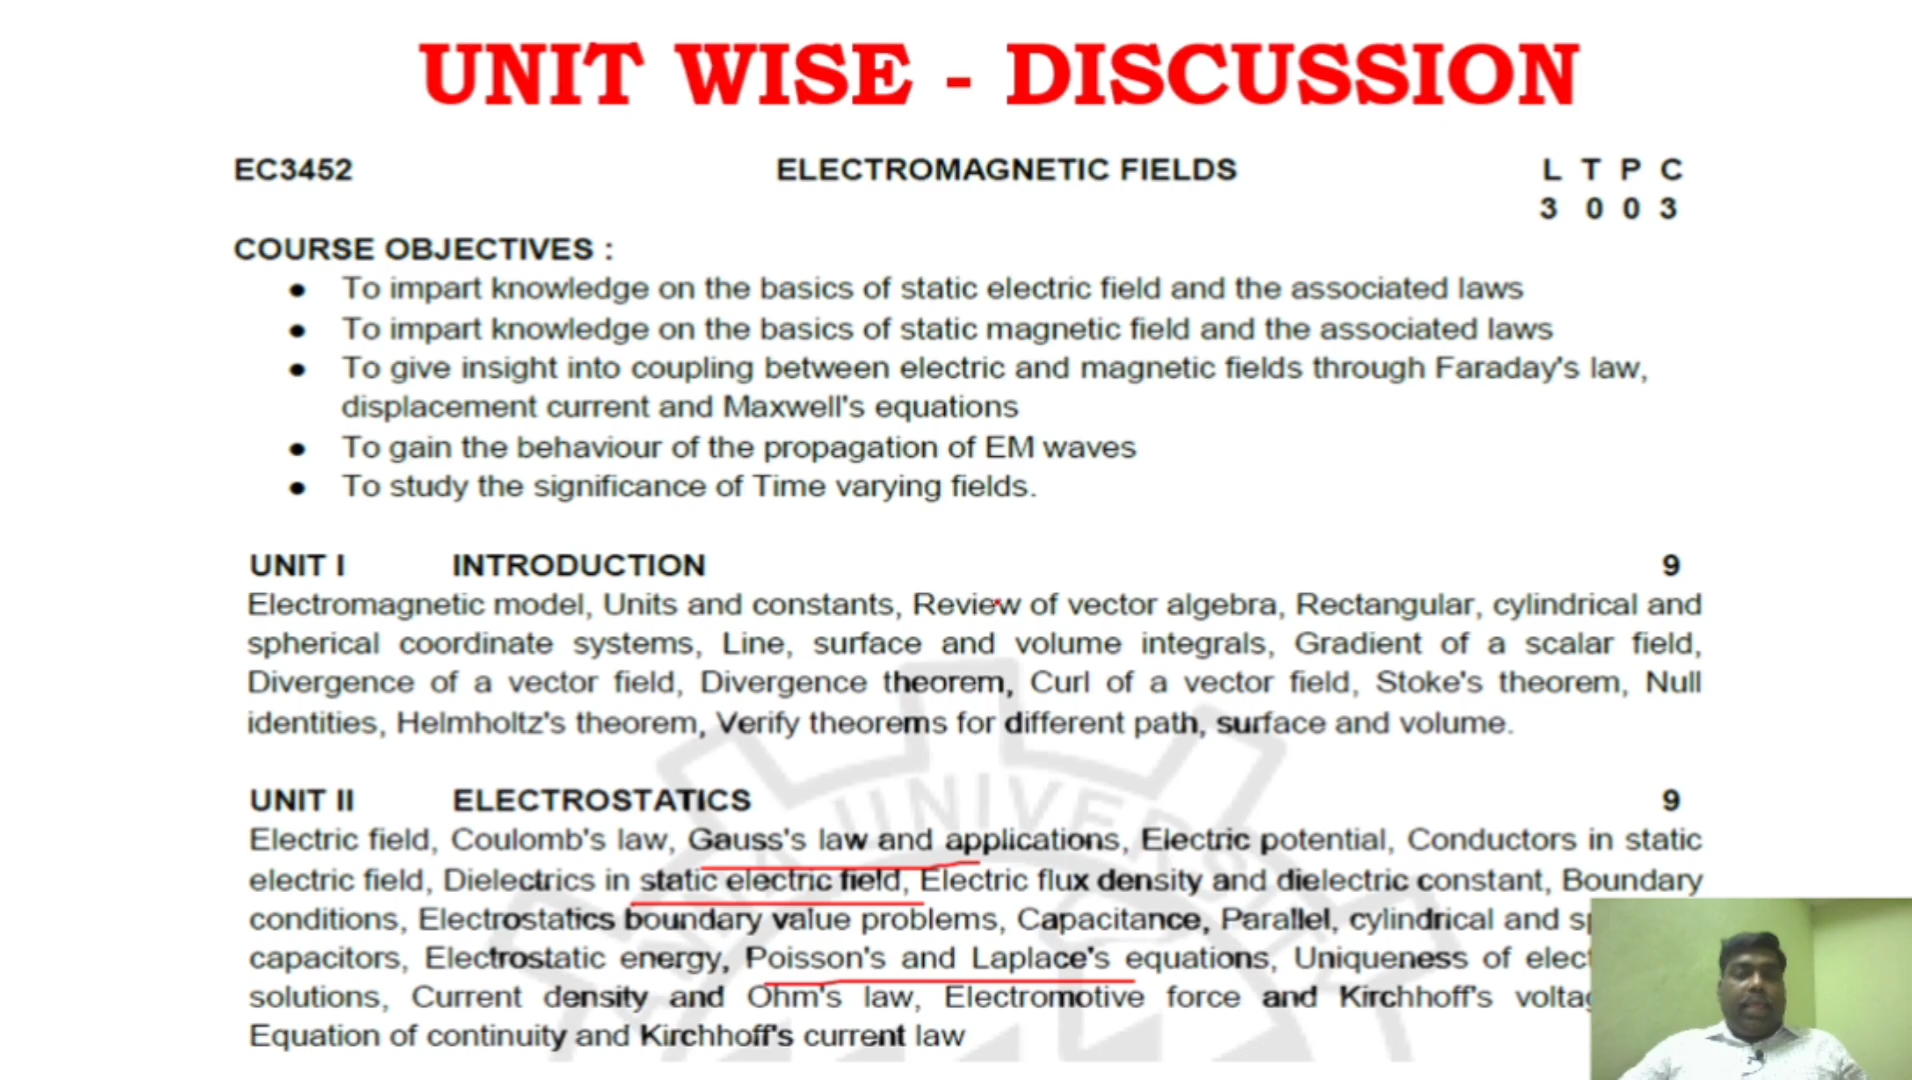 UNIT WISE - DISCUSSION
EC3452 ELECTROMAGNETIC FIELDS L T P C
3 0 0 3
COURSE OBJECTIVES :
● To impart knowledge on the basics of static electric field and the associated laws
● To impart knowledge on the basics of static magnetic field and the associated laws
● To give insight into coupling between electric and magnetic fields through Faraday's law,
displacement current and Maxwell's equations
● To gain the behaviour of the propagation of EM waves
● To study the significance of Time varying fields.
UNIT I INTRODUCTION 9
Electromagnetic model, Units and constants, Review of vector algebra, Rectangular, cylindrical and
spherical coordinate systems, Line, surface and volume integrals, Gradient of a scalar field,
Divergence of a vector field, Divergence theorem, Curl of a vector field, Stoke's theorem, Null
identities, Helmholtz's theorem, Verify theorems for different path, surface and volume.
UNIT II ELECTROSTATICS 9
Electric field, Coulomb's law, Gauss's law and applications, Electric potential, Conductors in static
electric field, Dielectrics in static electric field, Electric flux density and dielectric constant, Boundary
conditions, Electrostatics boundary value problems, Capacitance, Parallel, cylindrical and
capacitors, Electrostatic energy, Poisson's and Laplace's equations, Uniqueness of
solutions, Current density and Ohm's law, Electromotive force and Kirchhoff's
Equation of continuity and Kirchhoff's current law